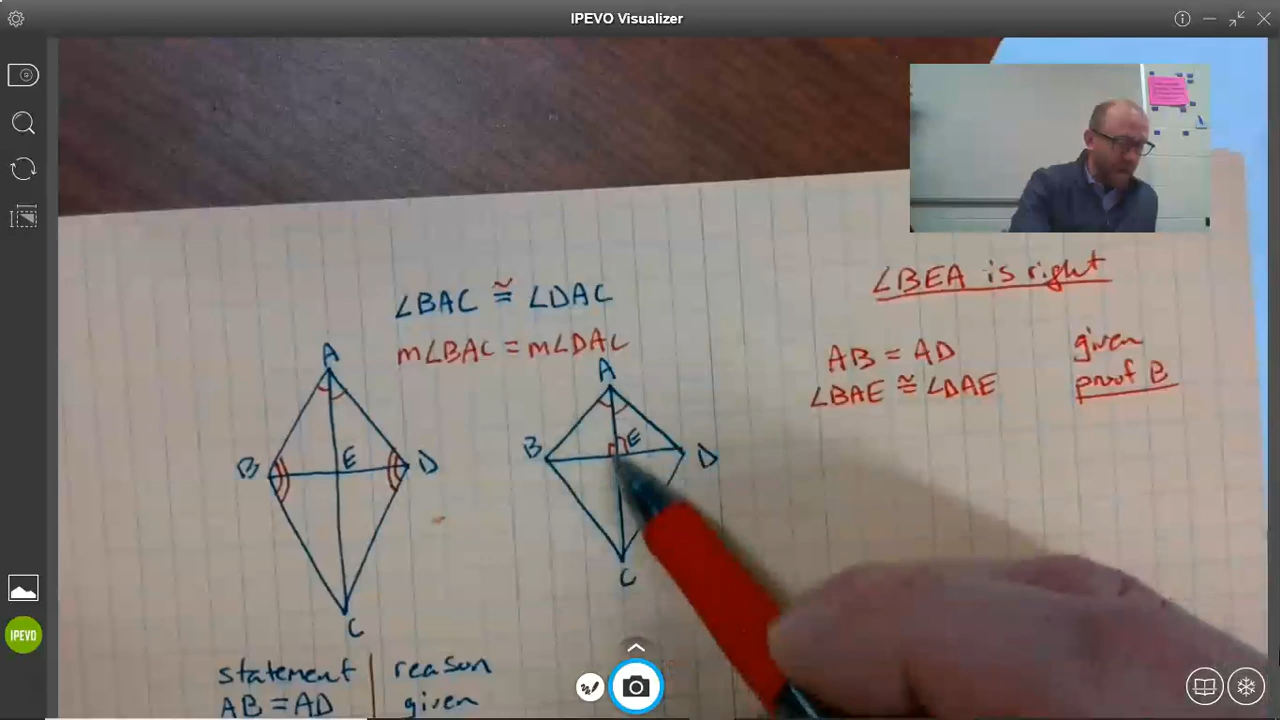 IPEVO Visualizer
∠BAC ≅ ∠DAC
m∠BAC = m∠DAC
A
B
E
D
C
A
B
E
D
C
statement | reason
AB = AD | given
∠BEA is right
AB = AD given
∠BAE ≅ ∠DAE proof B
IPEVO